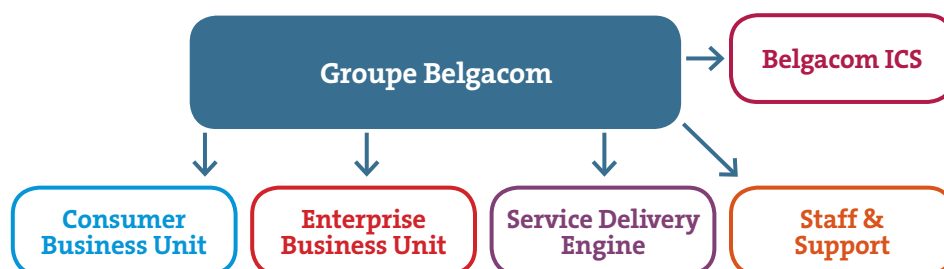 Groupe Belgacom
Belgacom ICS
Consumer
Business Unit
Enterprise
Business Unit
Service Delivery
Engine
Staff &
Support